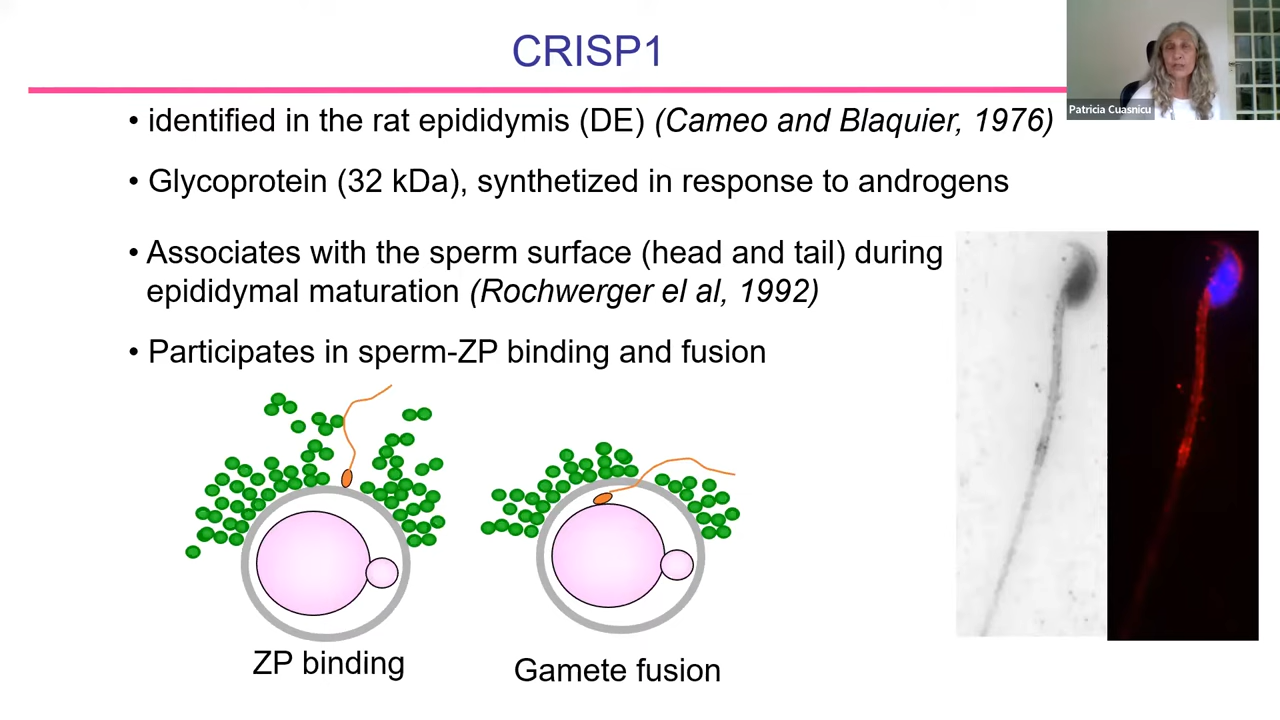 CRISP1
Patricia Cuasnicu
• identified in the rat epididymis (DE) (Cameo and Blaquier, 1976)
• Glycoprotein (32 kDa), synthetized in response to androgens
• Associates with the sperm surface (head and tail) during
epididymal maturation (Rochwerger el al, 1992)
• Participates in sperm-ZP binding and fusion
ZP binding
Gamete fusion